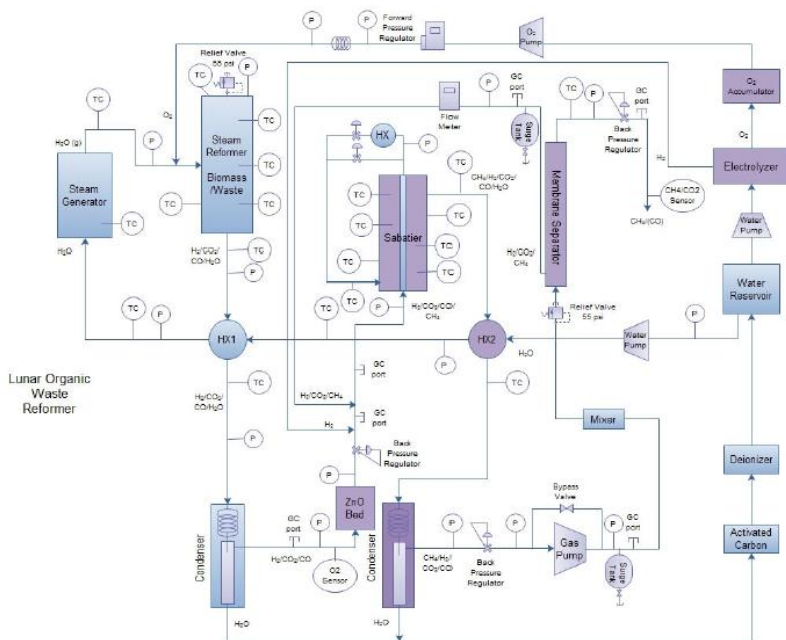 P
P
Forward
Pressure
Regulator
O₂
Pump
Relief Valve
55 psi
P
TC
O₂
Accumulator
O₂
Steam
Reformer
Biomass
/Waste
TC
TC
TC
TC
H₂O (g)
P
Steam
Generator
TC
H₂O
H₂/CO₂/
CO/H₂O
TC
P
Flow
Meter
P
GC
port
Surge
Tank
TC
P
GC
port
Back
Pressure
Regulator
H₂
O₂
Electrolyzer
CH4/CO2
Sensor
CH₄/(CO)
HX
P
TC
CH₄/H₂/CO₂/
CO/H₂O
Sabatier
TC
TC
TC
TC
TC
TC
TC
P
H₂/CO₂/CO/
CH₄
Membrane Separator
H₂/CO₂/
CH₄
Relief Valve
55 psi
Water
Pump
Water
Reservoir
P
Water
Pump
H₂O
TC
P
HX1
TC
P
HX2
TC
Lunar Organic
Waste
Reformer
H₂/CO₂/
CO/H₂O
TC
P
GC
port
H₂/CO₂/CH₄
GC
port
H₂
Back
Pressure
Regulator
P
Mixer
Deionizer
Activated
Carbon
ZnO
Bed
Condenser
GC
port
P
H₂/CO₂/CO
O2
Sensor
H₂O
Condenser
CH₄/H₂/
CO₂/CO
P
Back
Pressure
Regulator
P
Bypass
Valve
Gas
Pump
P
GC
port
Surge
Tank
H₂O